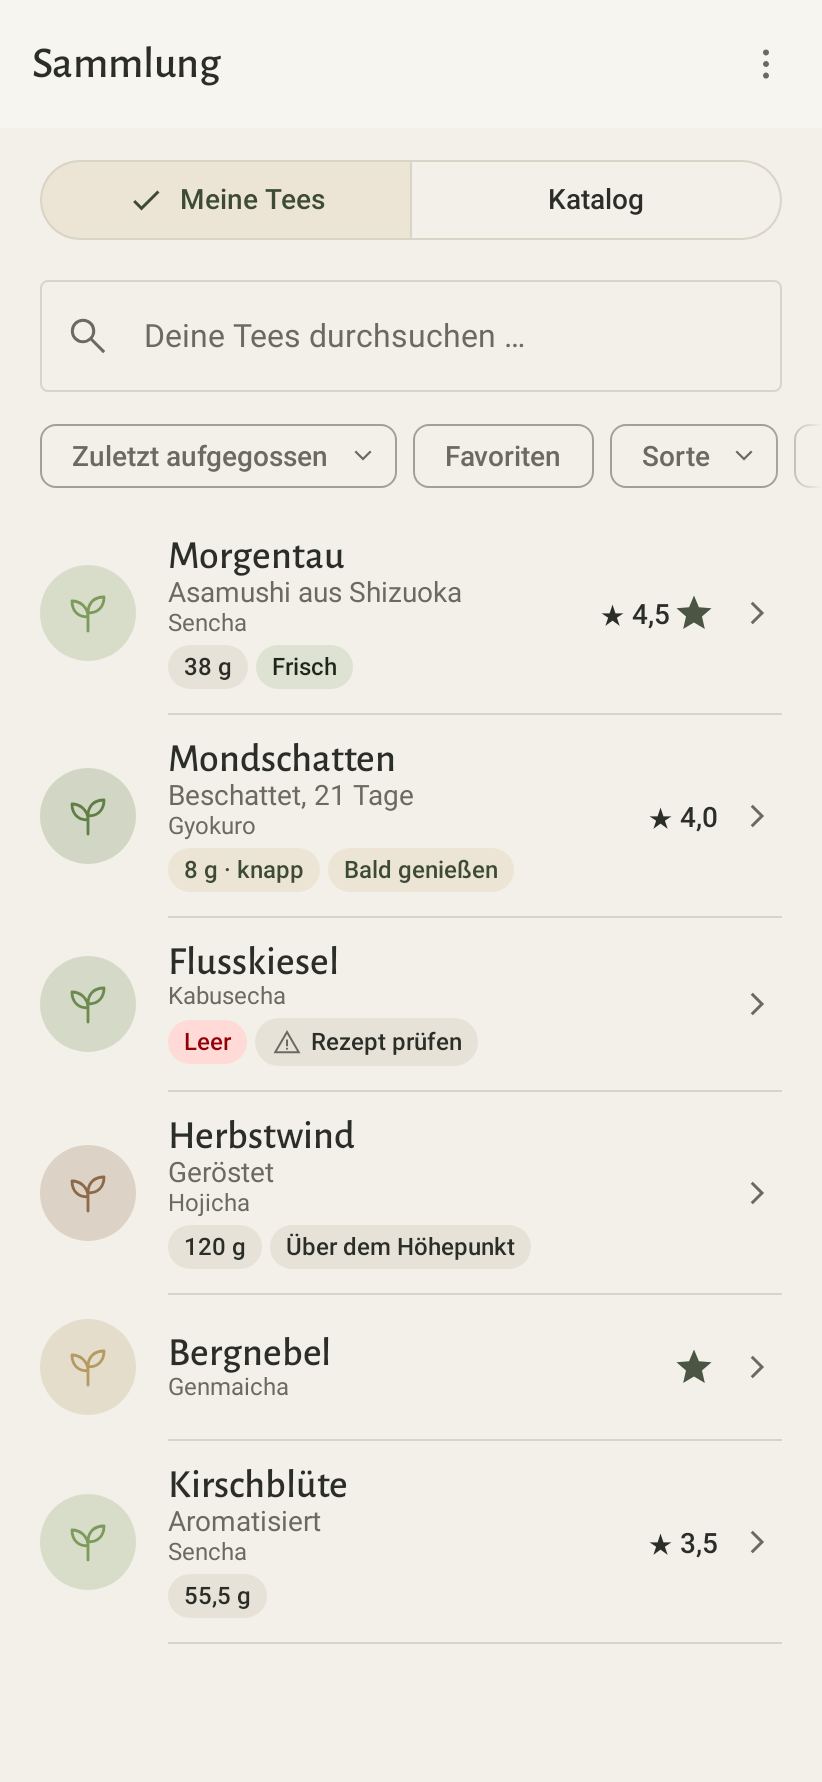 Sammlung
Meine Tees
Katalog
Deine Tees durchsuchen …
Zuletzt aufgegossen
Favoriten
Sorte
Morgentau
Asamushi aus Shizuoka
Sencha
★ 4,5
38 g
Frisch
Mondschatten
Beschattet, 21 Tage
Gyokuro
★ 4,0
8 g · knapp
Bald genießen
Flusskiesel
Kabusecha
Leer
Rezept prüfen
Herbstwind
Geröstet
Hojicha
120 g
Über dem Höhepunkt
Bergnebel
Genmaicha
Kirschblüte
Aromatisiert
Sencha
★ 3,5
55,5 g